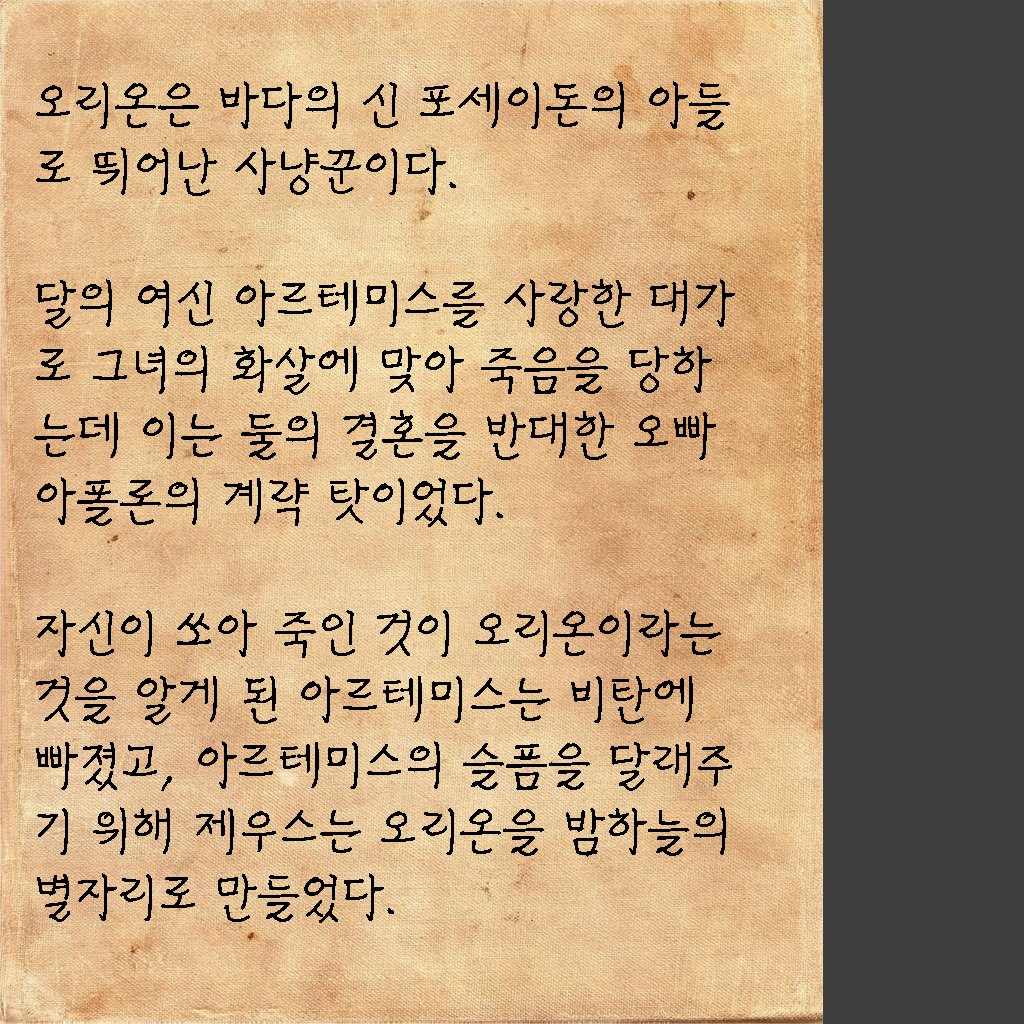 오리온은 바다의 신 포세이돈의 아들
로 뛰어난 사냥꾼이다.
달의 여신 아르테미스를 사랑한 대가
로 그녀의 화살에 맞아 죽음을 당하
는데 이는 둘의 결혼을 반대한 오빠
아폴론의 계략 탓이었다.
자신이 쏘아 죽인 것이 오리온이라는
것을 알게 된 아르테미스는 비탄에
빠졌고, 아르테미스의 슬픔을 달래주
기 위해 제우스는 오리온을 밤하늘의
별자리로 만들었다.